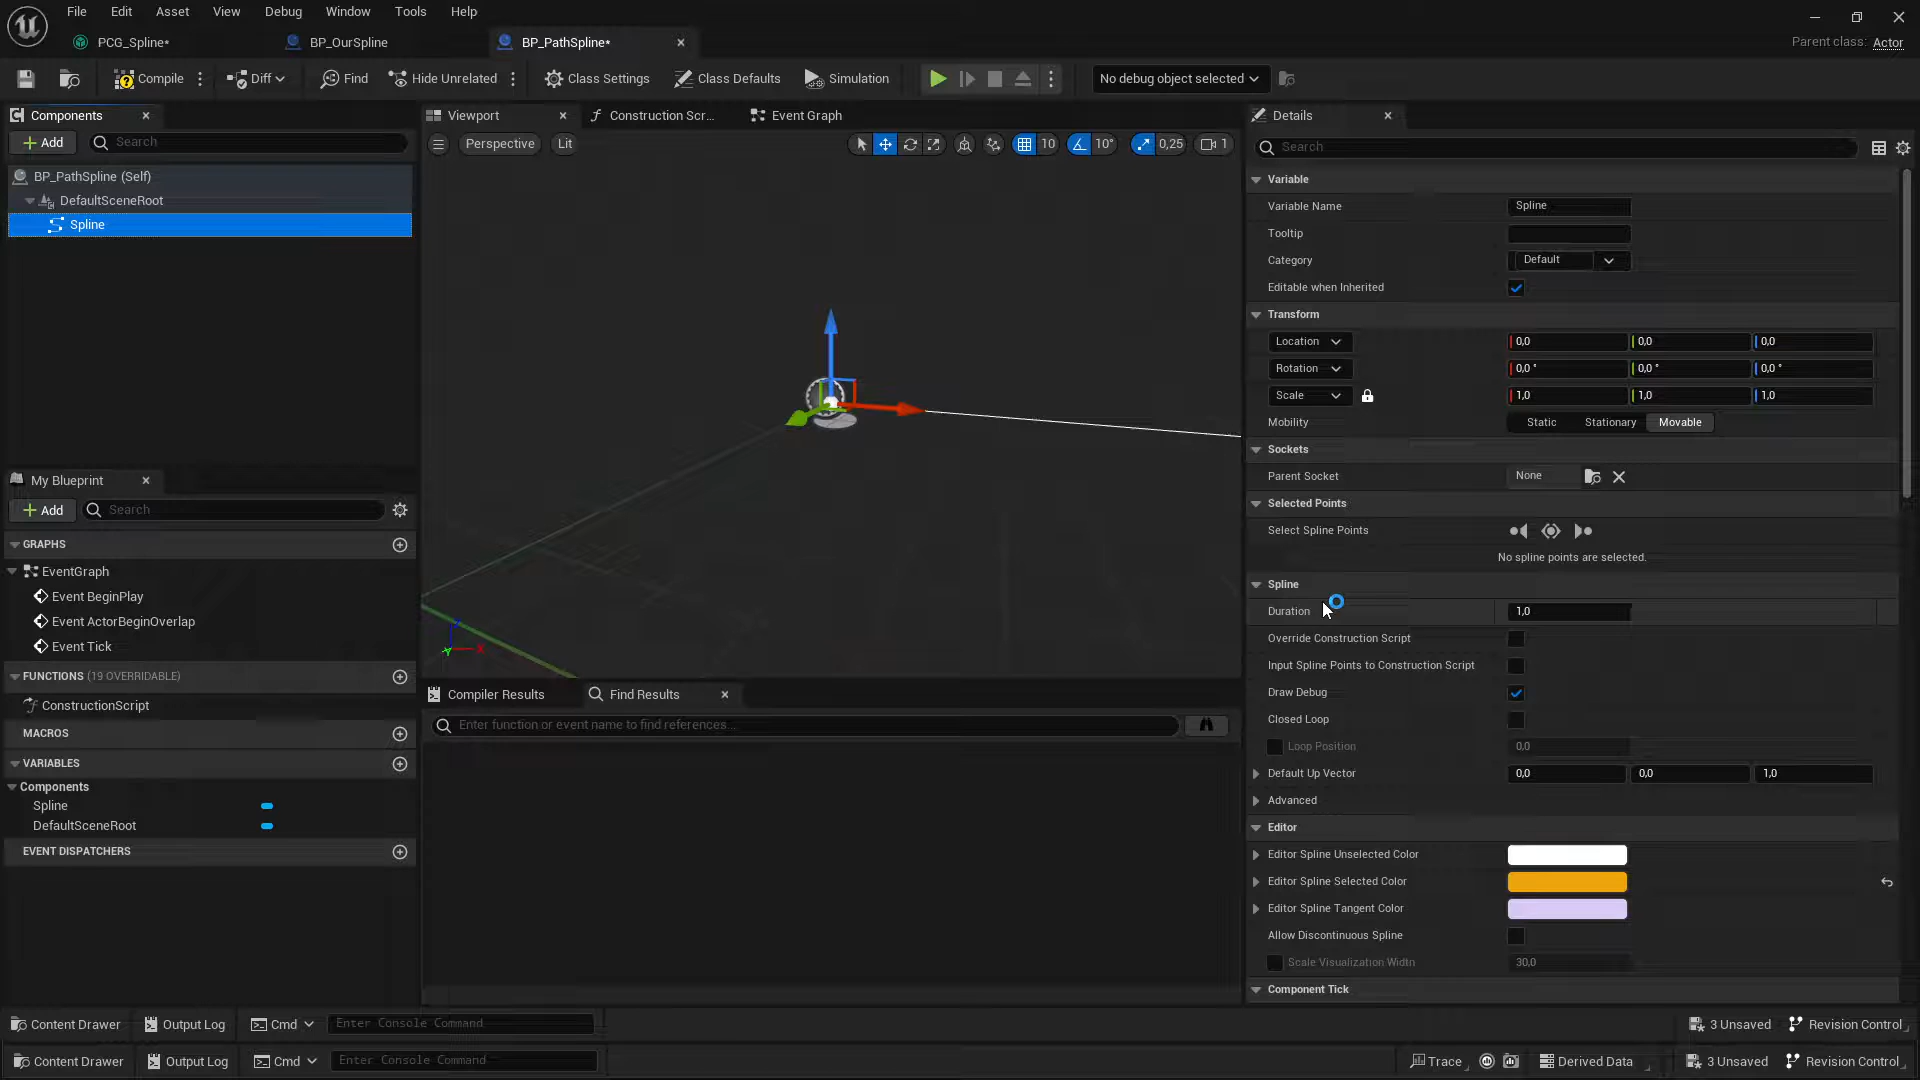 File Edit Asset View Debug Window Tools Help
PCG_Spline* BP_OurSpline BP_PathSpline* Parent class: Actor
Compile Diff Find Hide Unrelated Class Settings Class Defaults Simulation No debug object selected
Components Viewport Construction Scr... Event Graph Details
Add Search Perspective Lit 10 10° 0,25 1 Search
BP_PathSpline (Self)
DefaultSceneRoot
Spline
Variable
Variable Name Spline
Tooltip
Category Default
Editable when Inherited
Transform
Location 0,0 0,0 0,0
Rotation 0,0 ° 0,0 ° 0,0 °
Scale 1,0 1,0 1,0
Mobility Static Stationary Movable
Sockets
Parent Socket None
Selected Points
Select Spline Points
No spline points are selected.
Spline
Duration 1,0
Override Construction Script
Input Spline Points to Construction Script
Draw Debug
Closed Loop
Loop Position 0,0
Default Up Vector 0,0 0,0 1,0
Advanced
Editor
Editor Spline Unselected Color
Editor Spline Selected Color
Editor Spline Tangent Color
Allow Discontinuous Spline
Scale Visualization Width 30,0
Component Tick
My Blueprint
Add Search
GRAPHS
EventGraph
Event BeginPlay
Event ActorBeginOverlap
Event Tick
FUNCTIONS (19 OVERRIDABLE)
ConstructionScript
MACROS
VARIABLES
Components
Spline
DefaultSceneRoot
EVENT DISPATCHERS
X
Compiler Results Find Results
Enter function or event name to find references...
Content Drawer Output Log Cmd Enter Console Command 3 Unsaved Revision Control
Content Drawer Output Log Cmd Enter Console Command Trace Derived Data 3 Unsaved Revision Control